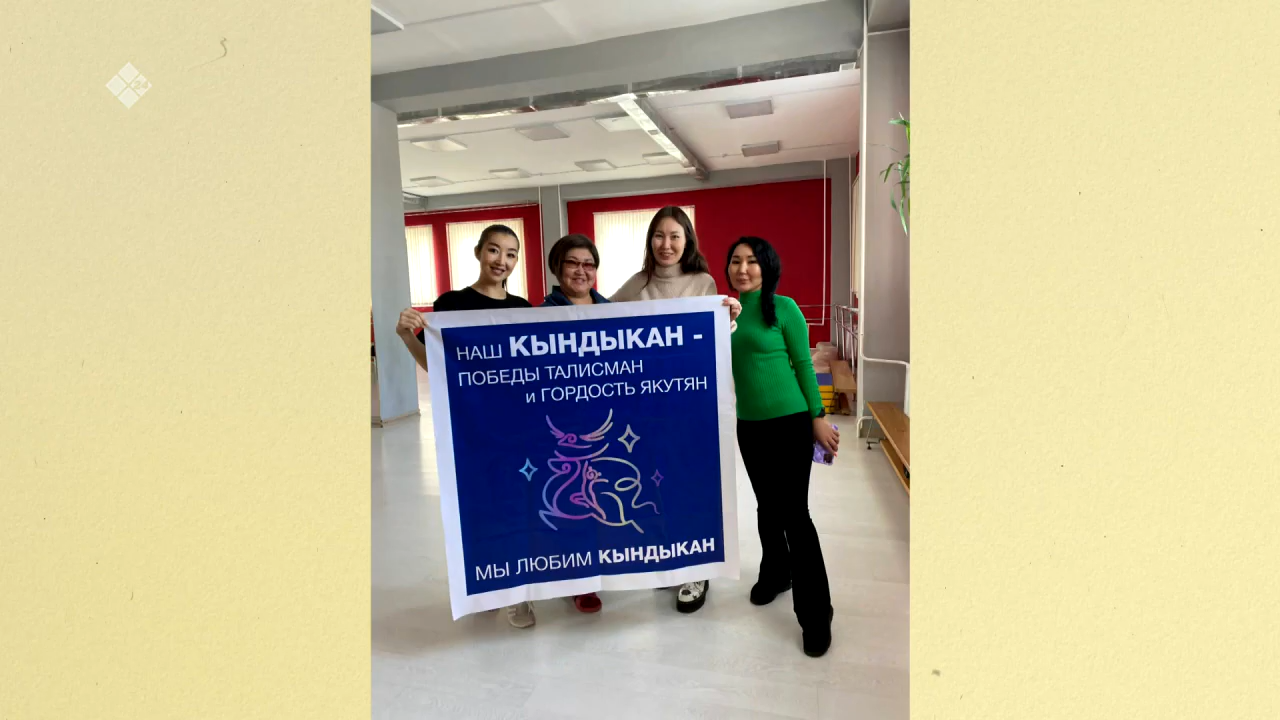 НАШ КЫНДЫКАН -
ПОБЕДЫ ТАЛИСМАН
и ГОРДОСТЬ ЯКУТЯН
МЫ ЛЮБИМ КЫНДЫКАН